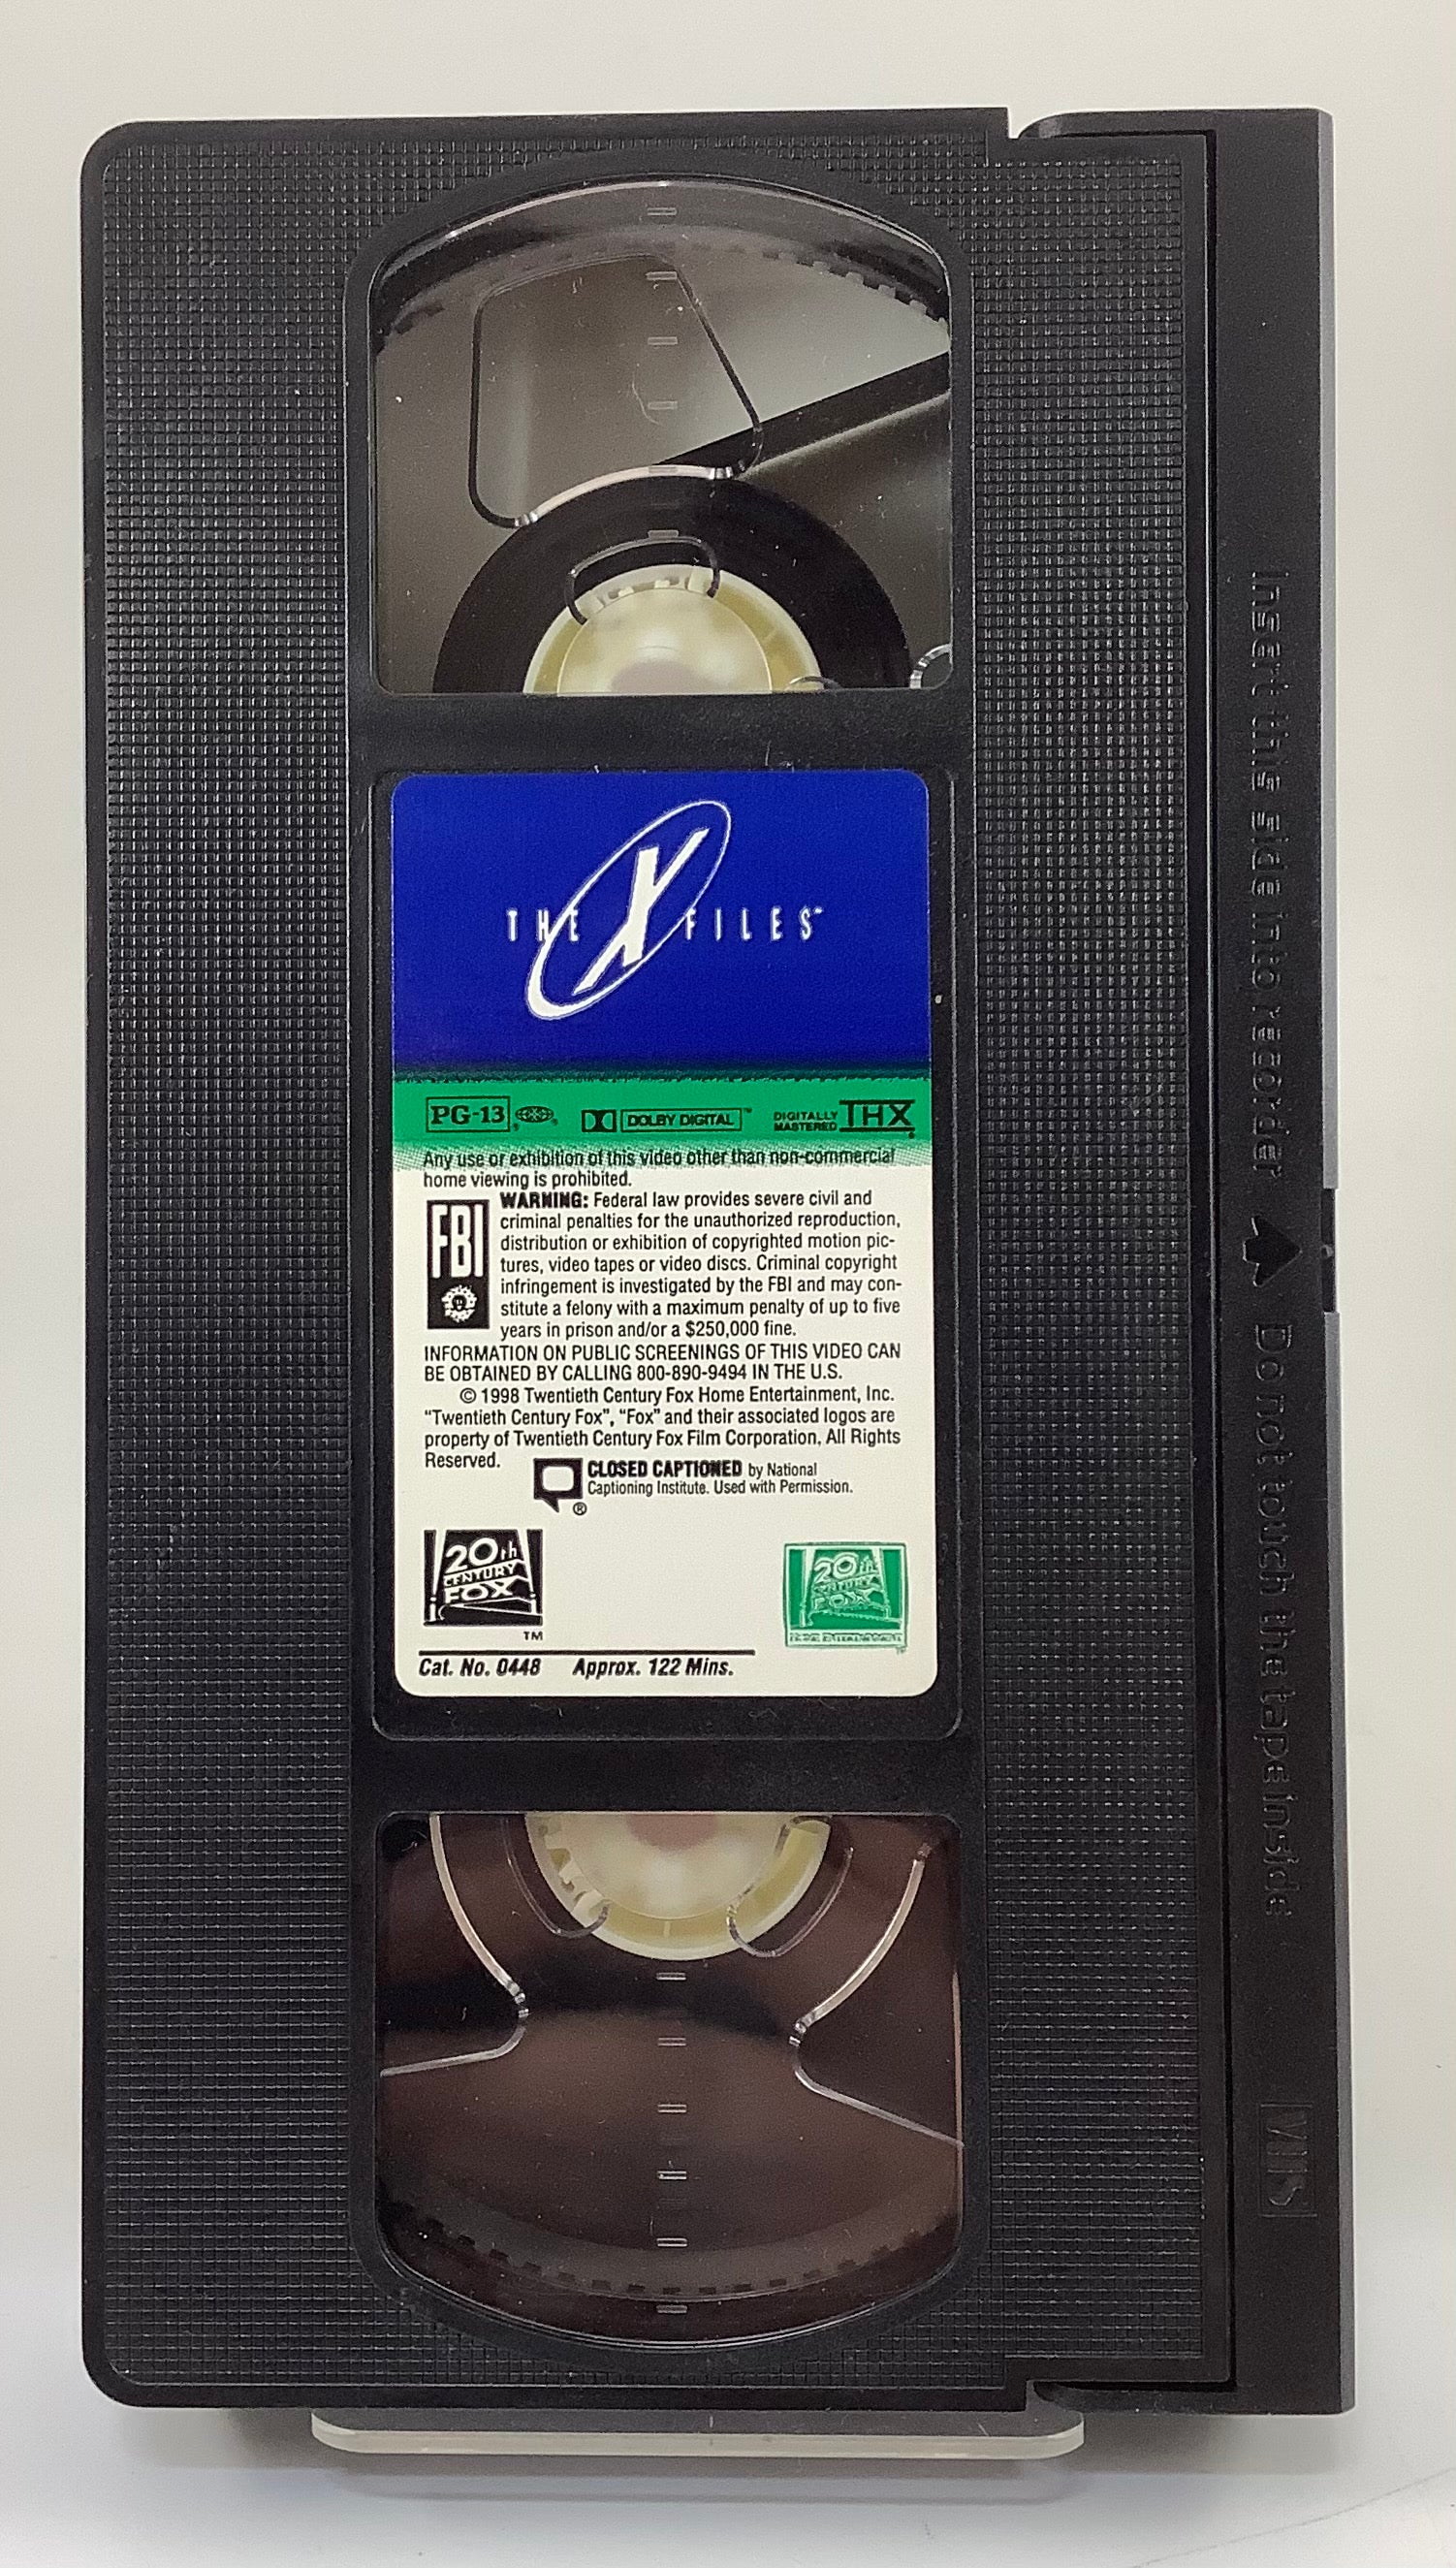 THE X FILES™
PG-13 ® DOLBY DIGITAL™ DIGITALLY MASTERED THX®
Any use or exhibition of this video other than non-commercial
home viewing is prohibited.
FBI
WARNING: Federal law provides severe civil and
criminal penalties for the unauthorized reproduction,
distribution or exhibition of copyrighted motion pic-
tures, video tapes or video discs. Criminal copyright
infringement is investigated by the FBI and may con-
stitute a felony with a maximum penalty of up to five
years in prison and/or a $250,000 fine.
INFORMATION ON PUBLIC SCREENINGS OF THIS VIDEO CAN
BE OBTAINED BY CALLING 800-890-9494 IN THE U.S.
© 1998 Twentieth Century Fox Home Entertainment, Inc.
“Twentieth Century Fox”, “Fox” and their associated logos are
property of Twentieth Century Fox Film Corporation, All Rights
Reserved.
CLOSED CAPTIONED by National
Captioning Institute. Used with Permission.
®
20th
CENTURY
FOX
TM
20th
CENTURY
FOX
Cat. No. 0448 Approx. 122 Mins.
Insert this side into recorder Do not touch the tape inside
VHS